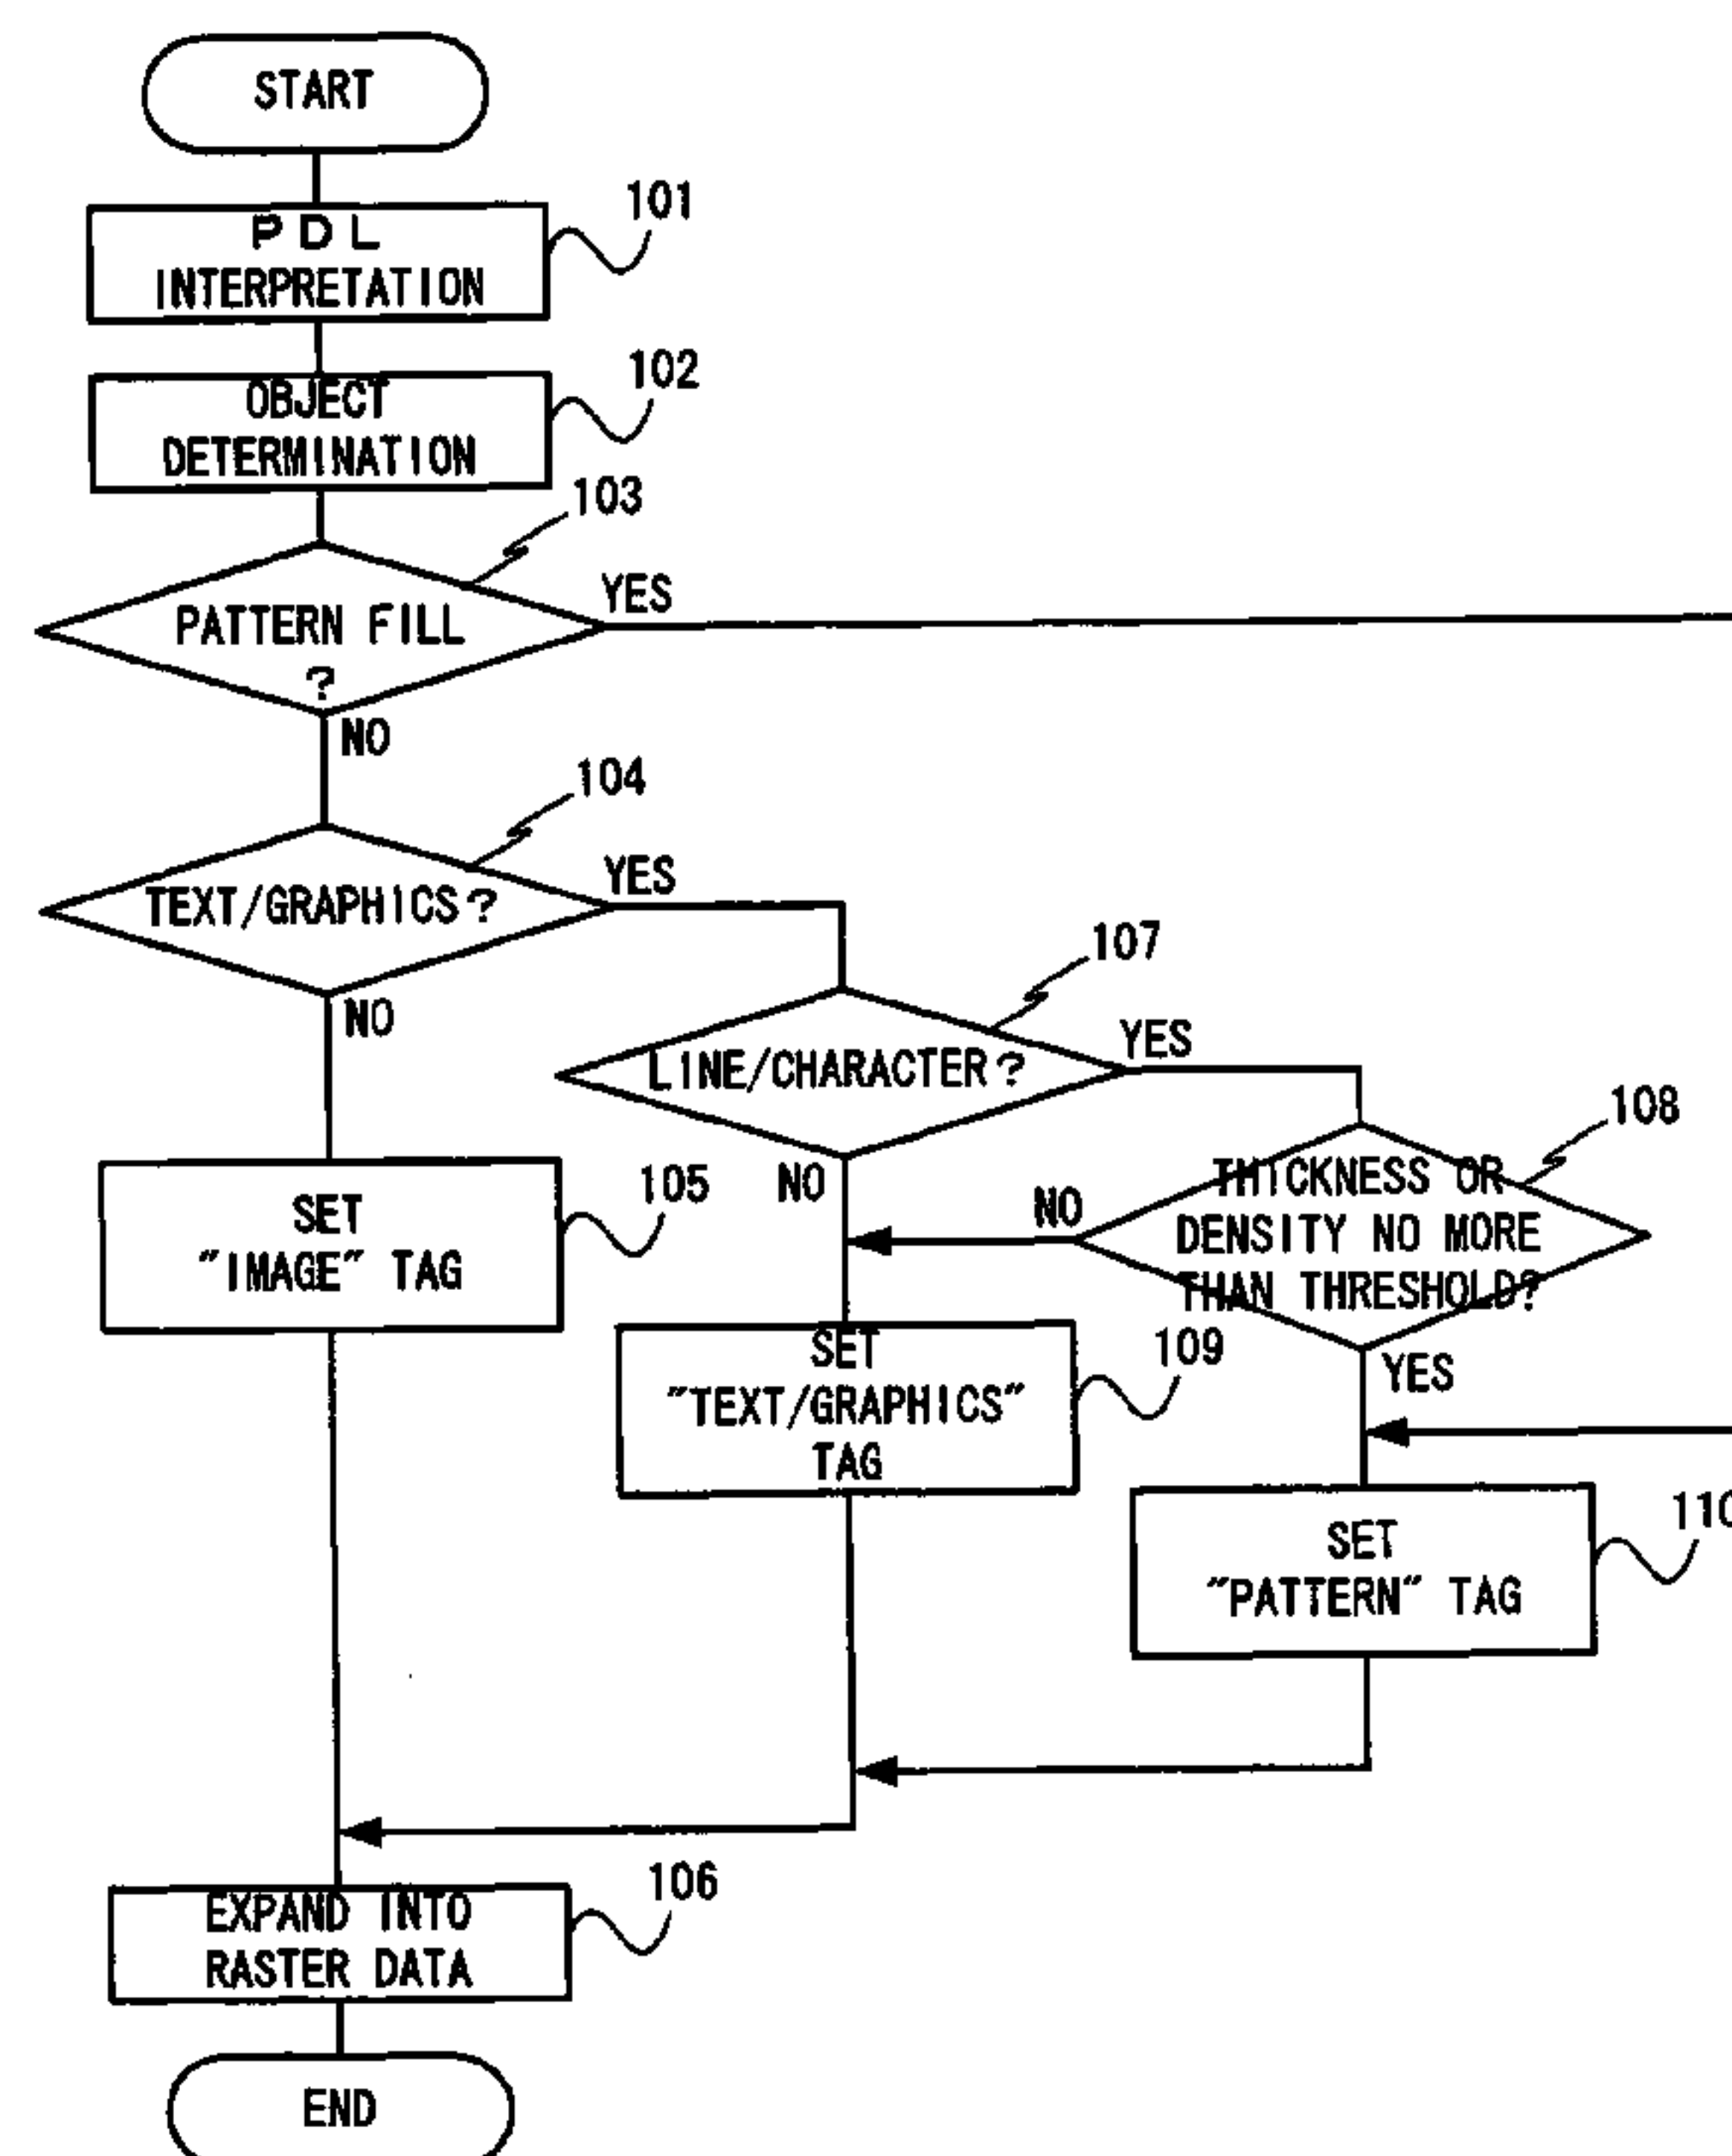 START
101
PDL
INTERPRETATION
102
OBJECT
DETERMINATION
103
PATTERN FILL
?
YES
NO
104
TEXT/GRAPHICS?
YES
NO
107
LINE/CHARACTER?
YES
NO
108
THICKNESS OR
DENSITY NO MORE
THAN THRESHOLD?
NO
YES
SET
"IMAGE" TAG
105
SET
"TEXT/GRAPHICS"
TAG
109
SET
"PATTERN" TAG
110
EXPAND INTO
RASTER DATA
106
END